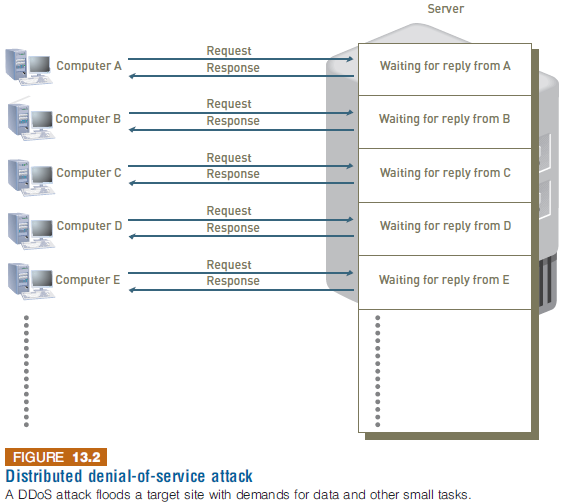 Server
Request
Computer A
Response
Waiting for reply from A
Request
Computer B
Response
Waiting for reply from B
Request
Computer C
Response
Waiting for reply from C
Request
Computer D
Response
Waiting for reply from D
Request
Computer E
Response
Waiting for reply from E
FIGURE 13.2
Distributed denial-of-service attack
A DDoS attack floods a target site with demands for data and other small tasks.